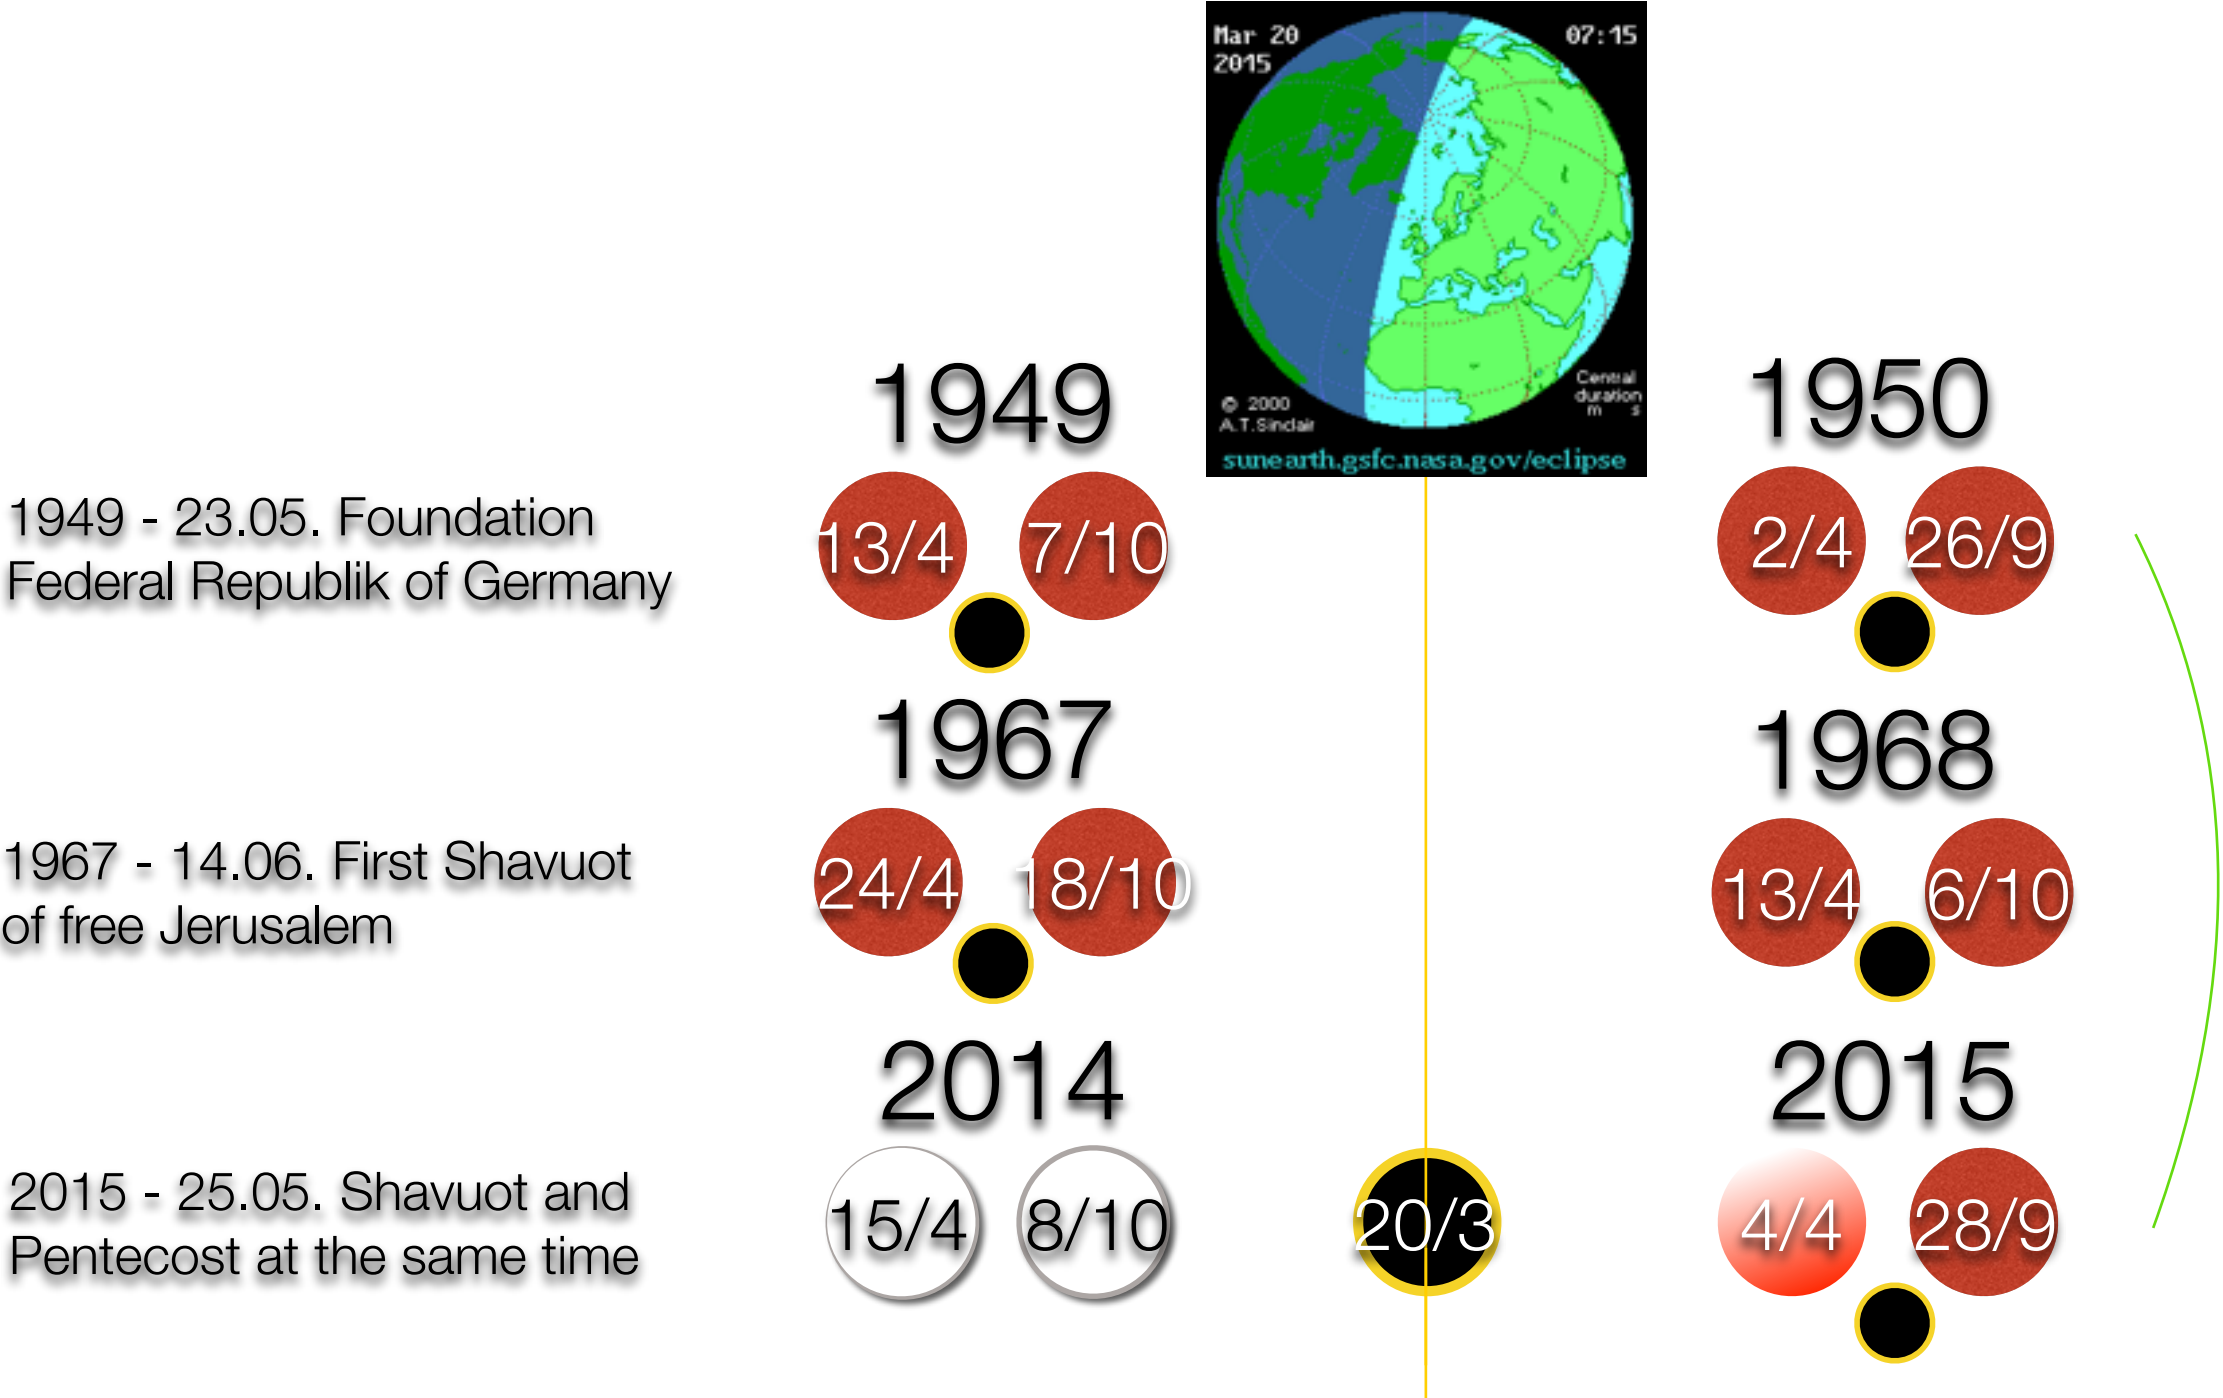 Mar 20
2015
07:15
Central
duration
m s
© 2000
A.T.Sinclair
sunearth.gsfc.nasa.gov/eclipse
1949
1950
1949 - 23.05. Foundation
Federal Republik of Germany
13/4
7/10
2/4
26/9
1967
1968
1967 - 14.06. First Shavuot
of free Jerusalem
24/4
18/10
13/4
6/10
2014
2015
2015 - 25.05. Shavuot and
Pentecost at the same time
15/4
8/10
20/3
4/4
28/9